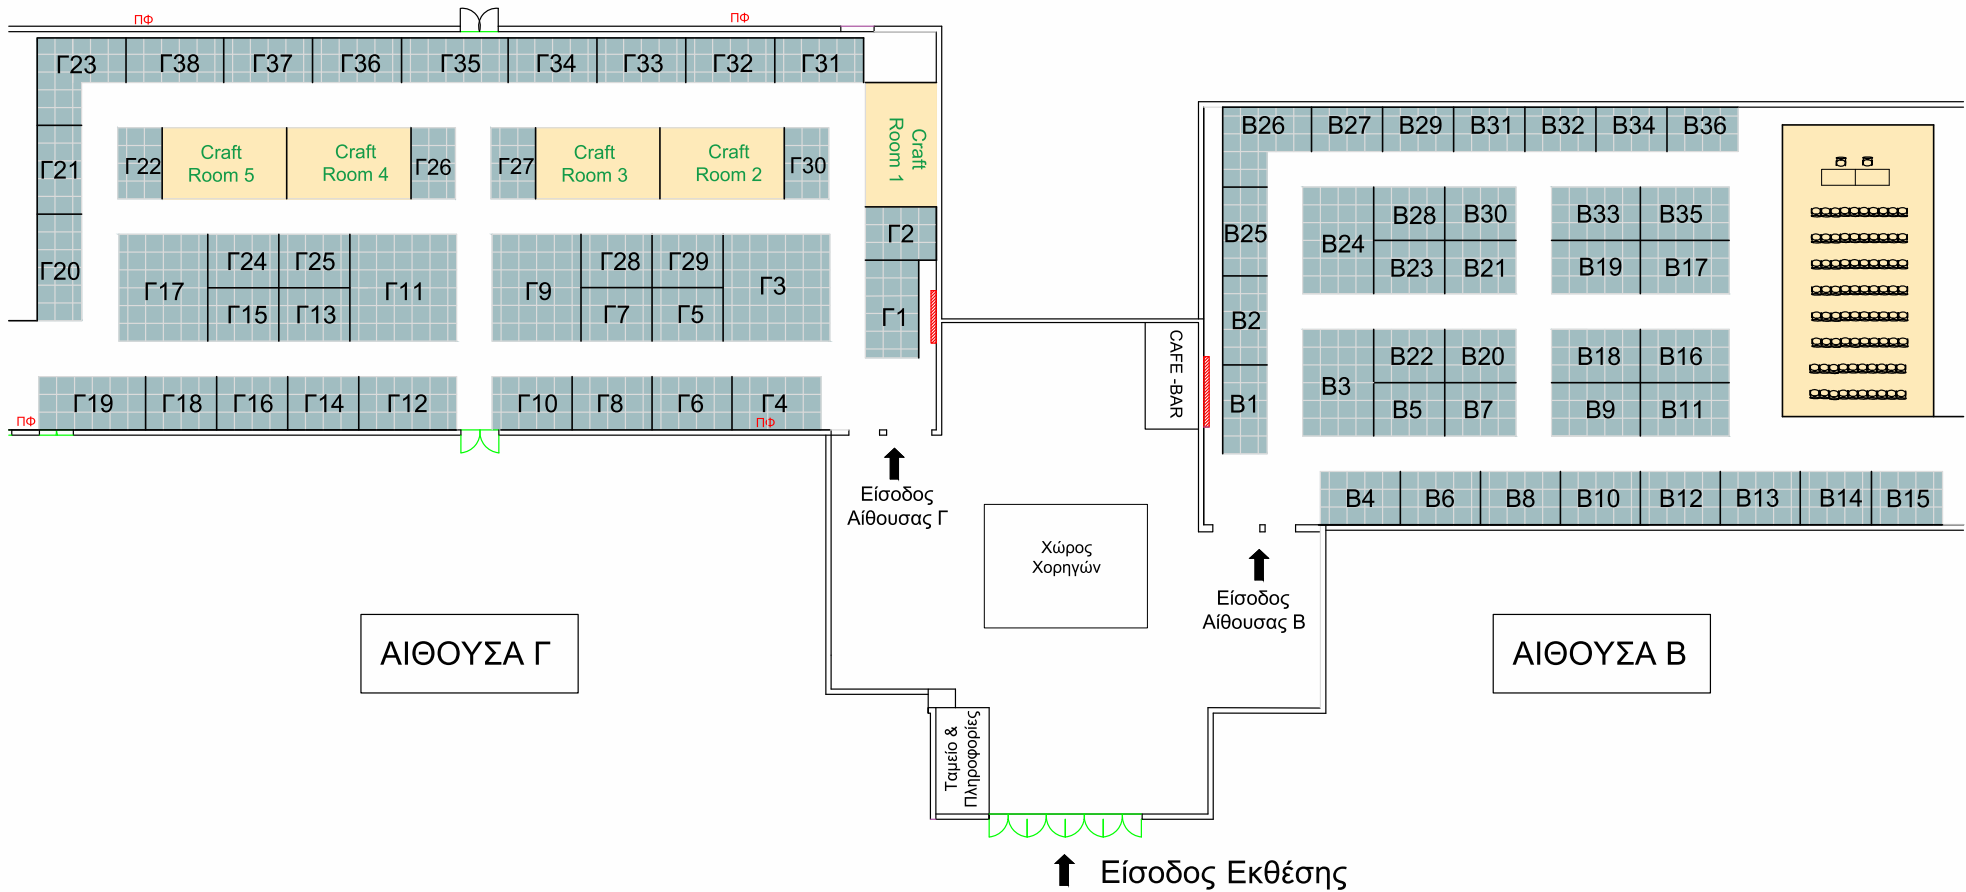 ΠΦ
ΠΦ
Γ23 Γ38 Γ37 Γ36 Γ35 Γ34 Γ33 Γ32 Γ31
Γ21
Γ20
Γ22
Craft
Room 5
Craft
Room 4
Γ26
Γ27
Craft
Room 3
Craft
Room 2
Γ30
Craft
Room 1
Γ2
Γ1
Γ17
Γ24 Γ25
Γ15 Γ13
Γ11
Γ9
Γ28 Γ29
Γ7 Γ5
Γ3
Γ19 Γ18 Γ16 Γ14 Γ12 Γ10 Γ8 Γ6 Γ4
ΠΦ
ΠΦ
Είσοδος
Αίθουσας Γ
CAFE -BAR
Χώρος
Χορηγών
B26 B27 B29 B31 B32 B34 B36
B25
B2
B1
B24
B28 B30
B23 B21
B33 B35
B19 B17
B3
B22 B20
B5 B7
B18 B16
B9 B11
B4 B6 B8 B10 B12 B13 B14 B15
Είσοδος
Αίθουσας Β
ΑΙΘΟΥΣΑ Γ
ΑΙΘΟΥΣΑ Β
Ταμείο &
Πληροφορίες
Είσοδος Εκθέσης